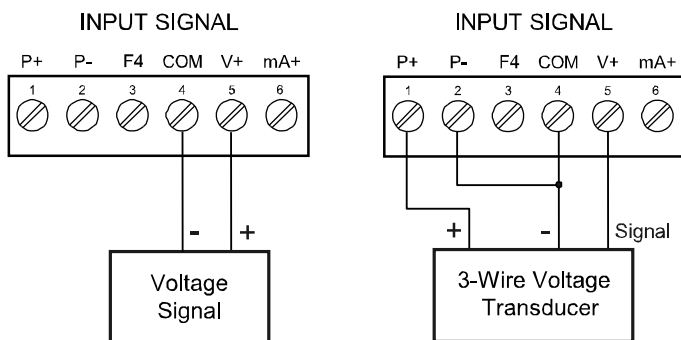 INPUT SIGNAL
P+ P- F4 COM V+ mA+
1 2 3 4 5 6
- +
Voltage
Signal
INPUT SIGNAL
P+ P- F4 COM V+ mA+
1 2 3 4 5 6
+ - Signal
3-Wire Voltage
Transducer